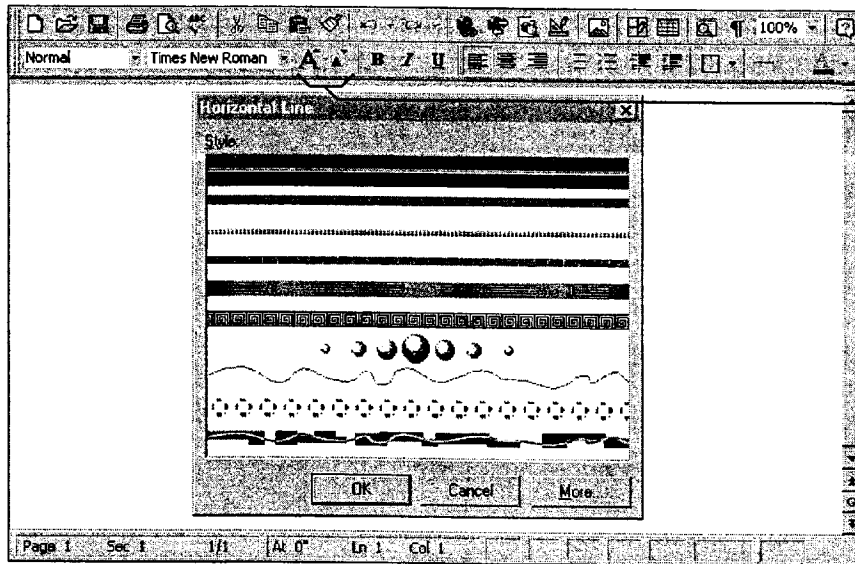 ABC ¶ 100%
Normal Times New Roman A A B I U A
Horizontal Line
Style:
OK Cancel More...
Page 1 Sec 1 1/1 At 0" Ln 1 Col 1